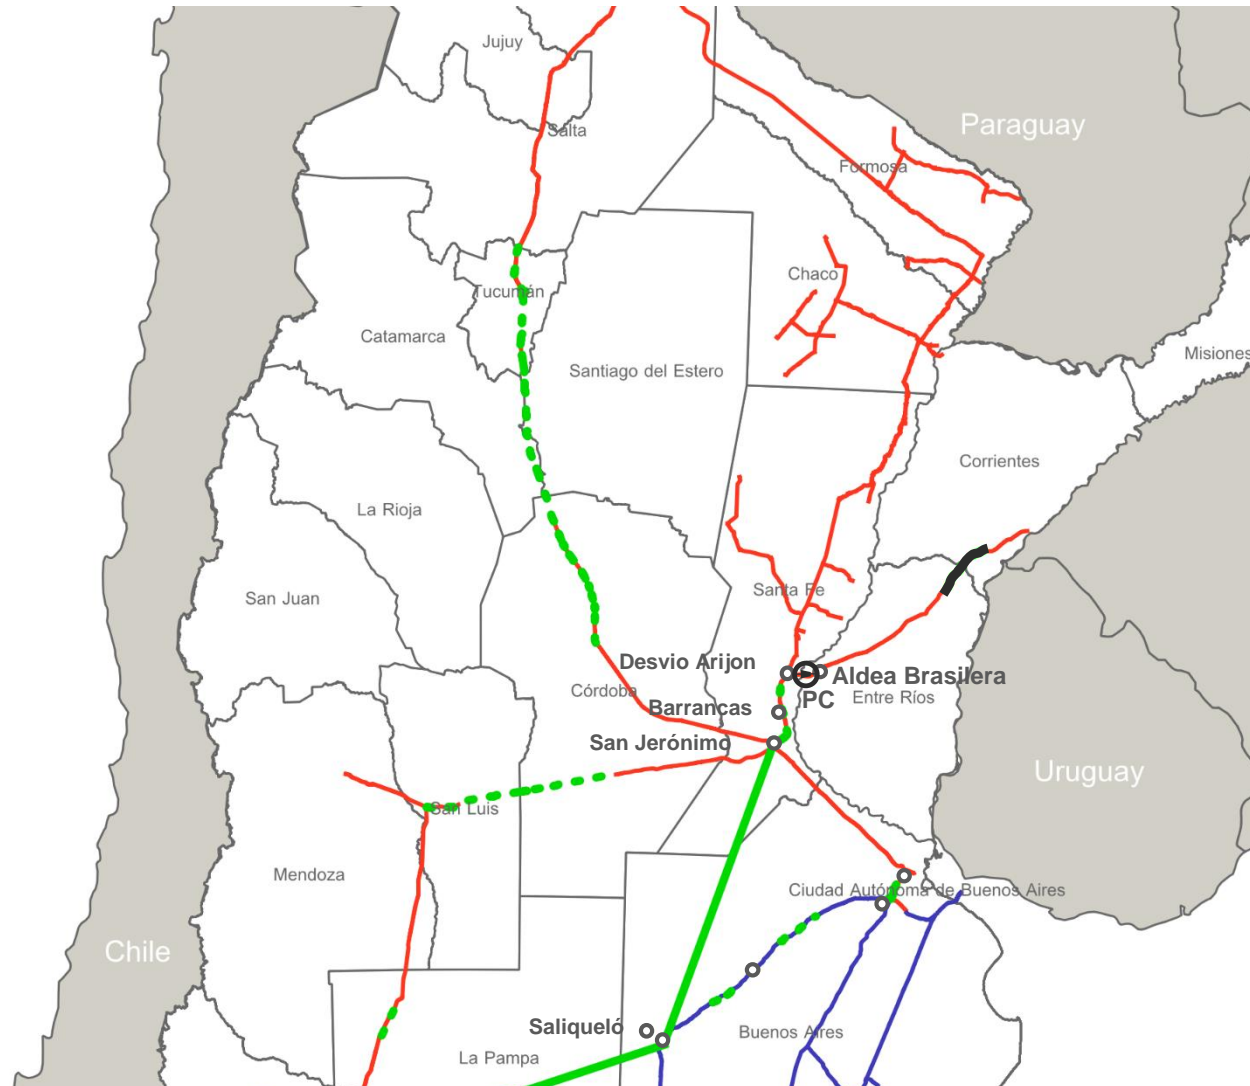 Jujuy
Paraguay
Salta
Formosa
Chaco
Tucumán
Catamarca
Misiones
Santiago del Estero
Corrientes
La Rioja
San Juan
Santa Fe
Desvio Arijon
Aldea Brasilera
Córdoba
Entre Ríos
PC
Barrancas
San Jerónimo
Uruguay
San Luis
Mendoza
Ciudad Autónoma de Buenos Aires
Chile
Saliqueló
Buenos Aires
La Pampa